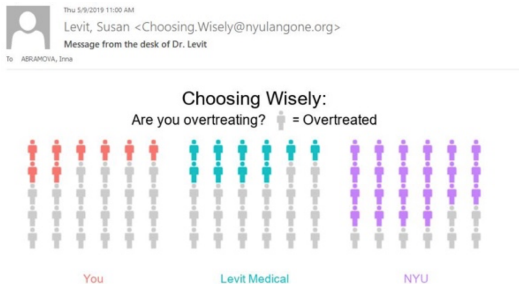 Thu 5/9/2019 11:00 AM
Levit, Susan <Choosing.Wisely@nyulangone.org>
Message from the desk of Dr. Levit
To ABRAMOVA, Inna
Choosing Wisely:
Are you overtreating? = Overtreated
You Levit Medical NYU